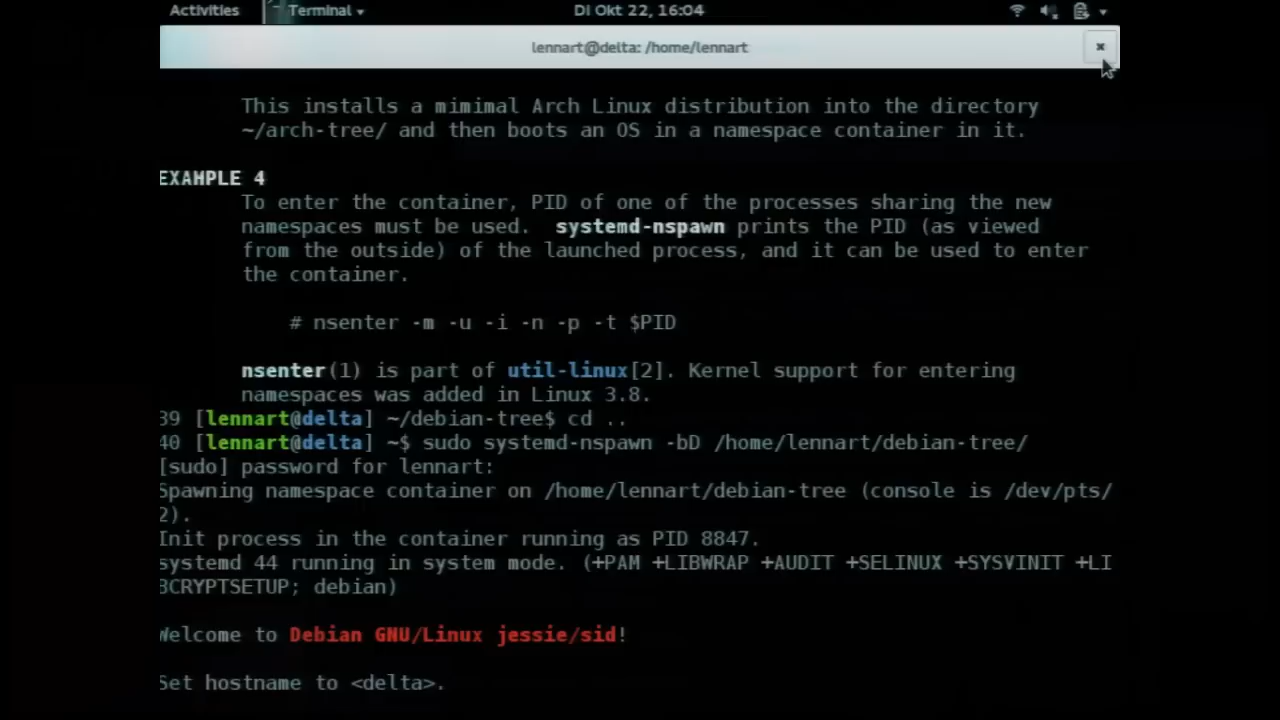 Activities Terminal Di Okt 22, 16:04
lennart@delta: /home/lennart
This installs a mimimal Arch Linux distribution into the directory
~/arch-tree/ and then boots an OS in a namespace container in it.
EXAMPLE 4
To enter the container, PID of one of the processes sharing the new
namespaces must be used. systemd-nspawn prints the PID (as viewed
from the outside) of the launched process, and it can be used to enter
the container.
# nsenter -m -u -i -n -p -t $PID
nsenter(1) is part of util-linux[2]. Kernel support for entering
namespaces was added in Linux 3.8.
39 [lennart@delta] ~/debian-tree$ cd ..
40 [lennart@delta] ~$ sudo systemd-nspawn -bD /home/lennart/debian-tree/
[sudo] password for lennart:
Spawning namespace container on /home/lennart/debian-tree (console is /dev/pts/
2).
Init process in the container running as PID 8847.
systemd 44 running in system mode. (+PAM +LIBWRAP +AUDIT +SELINUX +SYSVINIT +LI
BCRYPTSETUP; debian)
Welcome to Debian GNU/Linux jessie/sid!
Set hostname to <delta>.